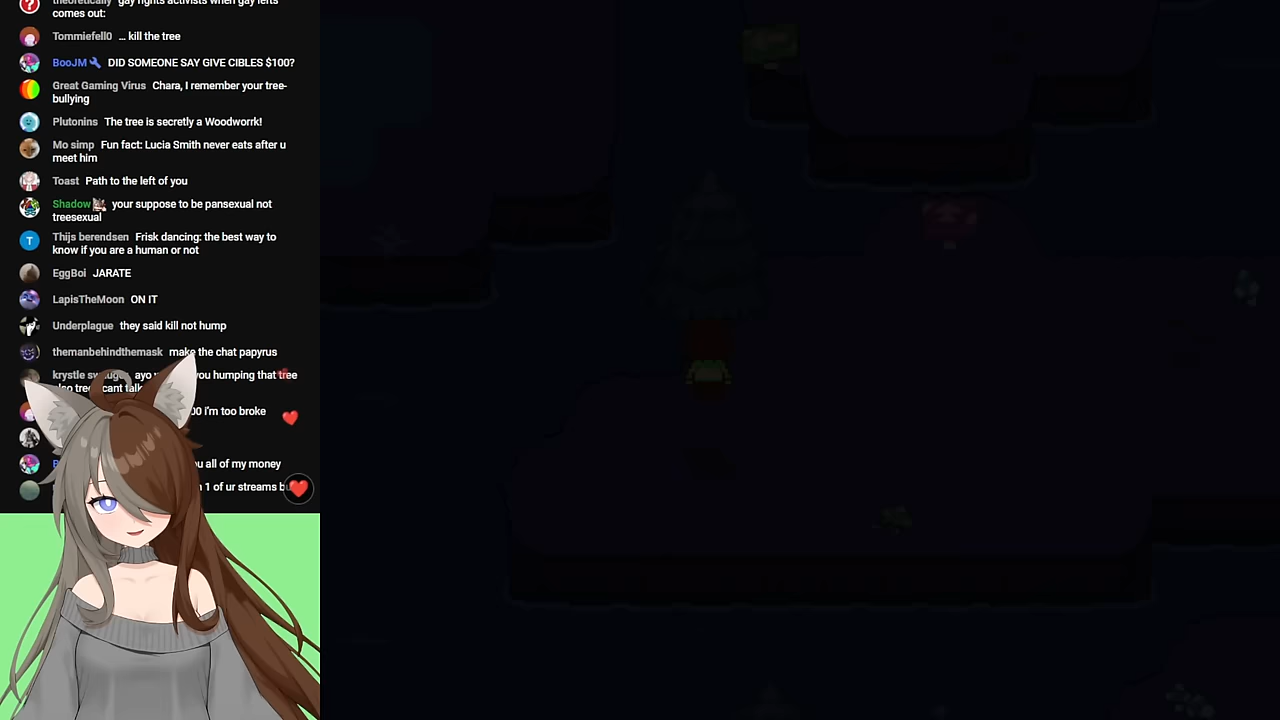 theoretically gay rights activists when gay lefts
comes out:
Tommiefell0 ... kill the tree
BooJM DID SOMEONE SAY GIVE CIBLES $100?
Great Gaming Virus Chara, I remember your tree-
bullying
Plutonins The tree is secretly a Woodworrk!
Mo simp Fun fact: Lucia Smith never eats after u
meet him
Toast Path to the left of you
Shadow your suppose to be pansexual not
treesexual
T Thijs berendsen Frisk dancing: the best way to
know if you are a human or not
EggBoi JARATE
LapisTheMoon ON IT
Underplague they said kill not hump
themanbehindthemask make the chat papyrus
krystle ayo you humping that tree
cant
i'm too broke
all of my money
1 of ur streams